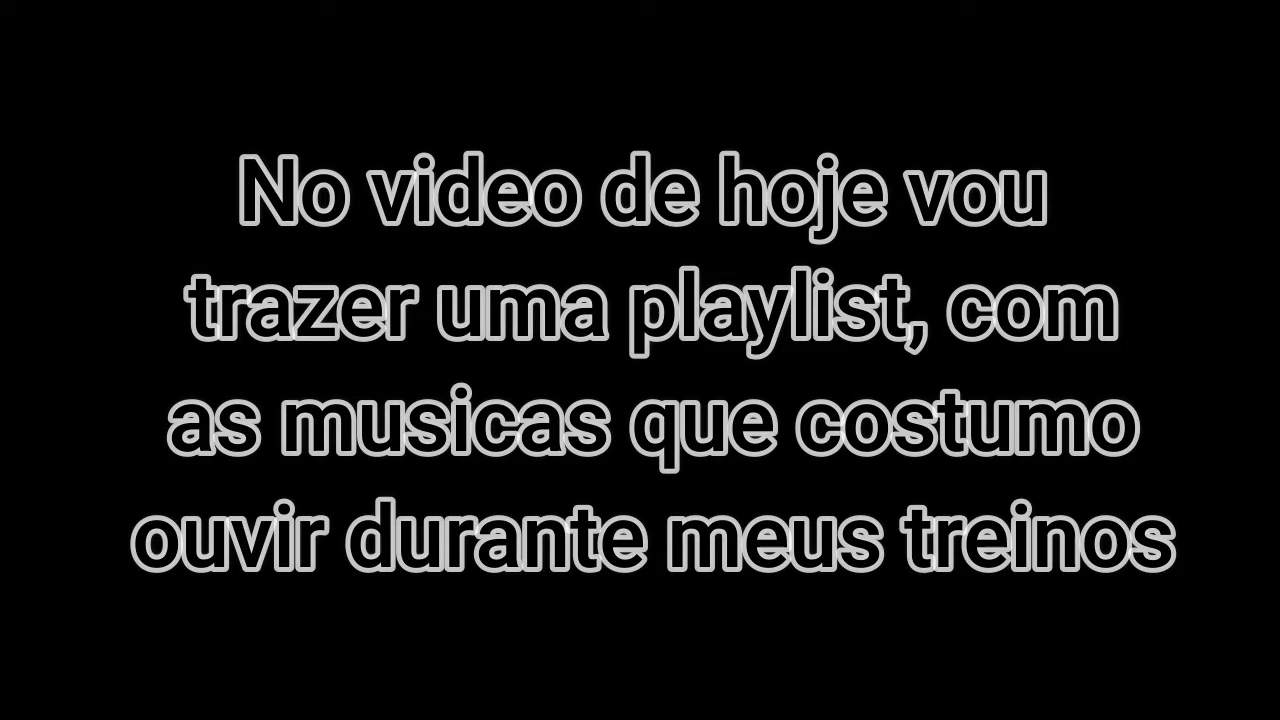 No video de hoje vou
trazer uma playlist, com
as musicas que costumo
ouvir durante meus treinos